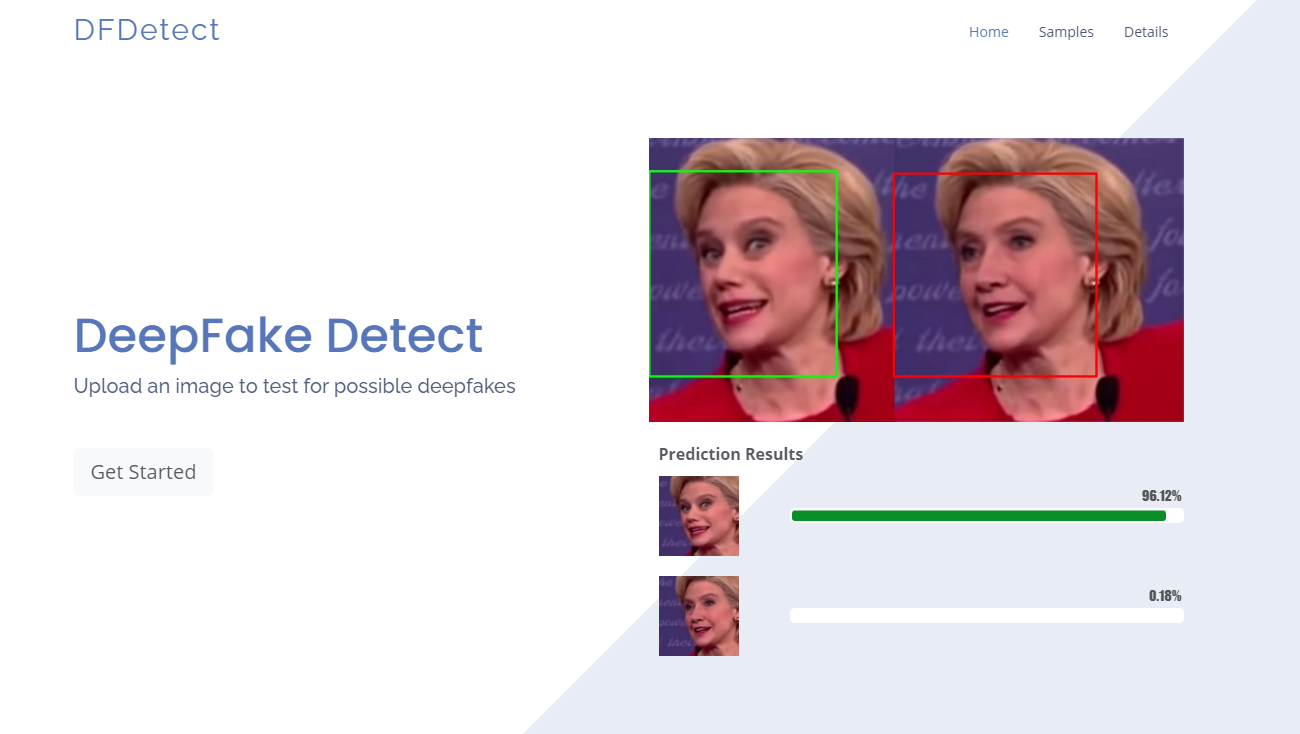 DFDetect
Home Samples Details
DeepFake Detect
Upload an image to test for possible deepfakes
Get Started
Prediction Results
96.12%
0.18%